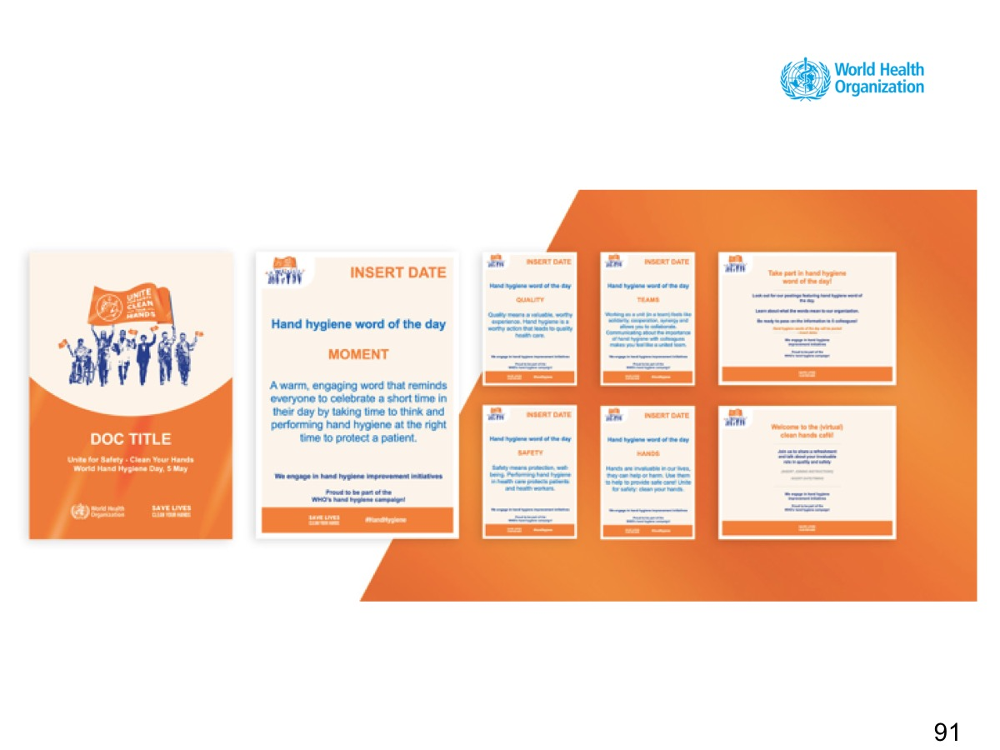 World Health
Organization
UNITE
CLEAN
HANDS
DOC TITLE
Unite for Safety - Clean Your Hands
World Hand Hygiene Day, 5 May
World Health
Organization
SAVE LIVES
CLEAN YOUR HANDS
INSERT DATE
Hand hygiene word of the day
MOMENT
A warm, engaging word that reminds
everyone to celebrate a short time in
their day by taking time to think and
performing hand hygiene at the right
time to protect a patient.
We engage in hand hygiene improvement initiatives
Proud to be part of the
WHO's hand hygiene campaign!
SAVE LIVES
CLEAN YOUR HANDS
#HandHygiene
INSERT DATE
Hand hygiene word of the day
QUALITY
Quality means a valuable, worthy
experience. Hand hygiene is a
worthy action that leads to quality
health care.
We engage in hand hygiene improvement initiatives
Proud to be part of the
WHO's hand hygiene campaign!
INSERT DATE
Hand hygiene word of the day
TEAMS
Working as a unit (in a team) feels like
solidarity, cooperation, synergy and
allows you to collaborate.
Communicating about the importance
of hand hygiene with colleagues
makes you feel like a united team.
We engage in hand hygiene improvement initiatives
Proud to be part of the
WHO's hand hygiene campaign!
Take part in hand hygiene
word of the day!
Look out for our postings featuring hand hygiene word of
the day.
Learn about what the words mean to our organization.
Be ready to pass on the information to 5 colleagues!
Hand hygiene words of the day will be posted
We engage in hand hygiene
improvement initiatives
Proud to be part of the
WHO's hand hygiene campaign!
INSERT DATE
Hand hygiene word of the day
SAFETY
Safety means protection, well-
being. Performing hand hygiene
in health care protects patients
and health workers.
We engage in hand hygiene improvement initiatives
Proud to be part of the
WHO's hand hygiene campaign!
INSERT DATE
Hand hygiene word of the day
HANDS
Hands are invaluable in our lives,
they can help or harm. Use them
to help to provide safe care! Unite
for safety: clean your hands.
We engage in hand hygiene improvement initiatives
Proud to be part of the
WHO's hand hygiene campaign!
Welcome to the (virtual)
clean hands café!
Join us to share a refreshment
and talk about your invaluable
role in quality and safety
We engage in hand hygiene
improvement initiatives
Proud to be part of the
WHO's hand hygiene campaign!
91